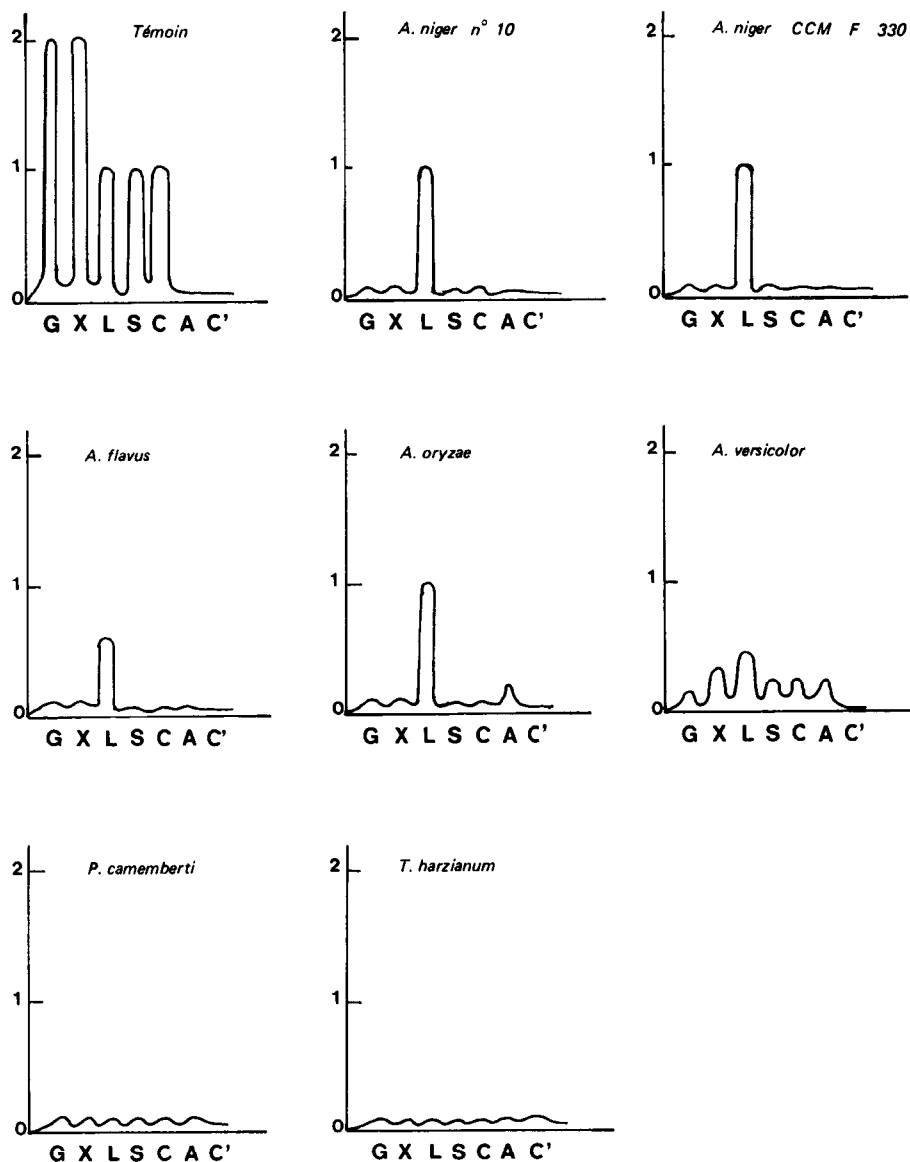 Témoin
2
1
0
G X L S C A C'
A. niger n° 10
2
1
0
G X L S C A C'
A. niger CCM F 330
2
1
0
G X L S C A C'
A. flavus
2
1
0
G X L S C A C'
A. oryzae
2
1
0
G X L S C A C'
A. versicolor
2
1
0
G X L S C A C'
P. camemberti
2
1
0
G X L S C A C'
T. harzianum
2
1
0
G X L S C A C'